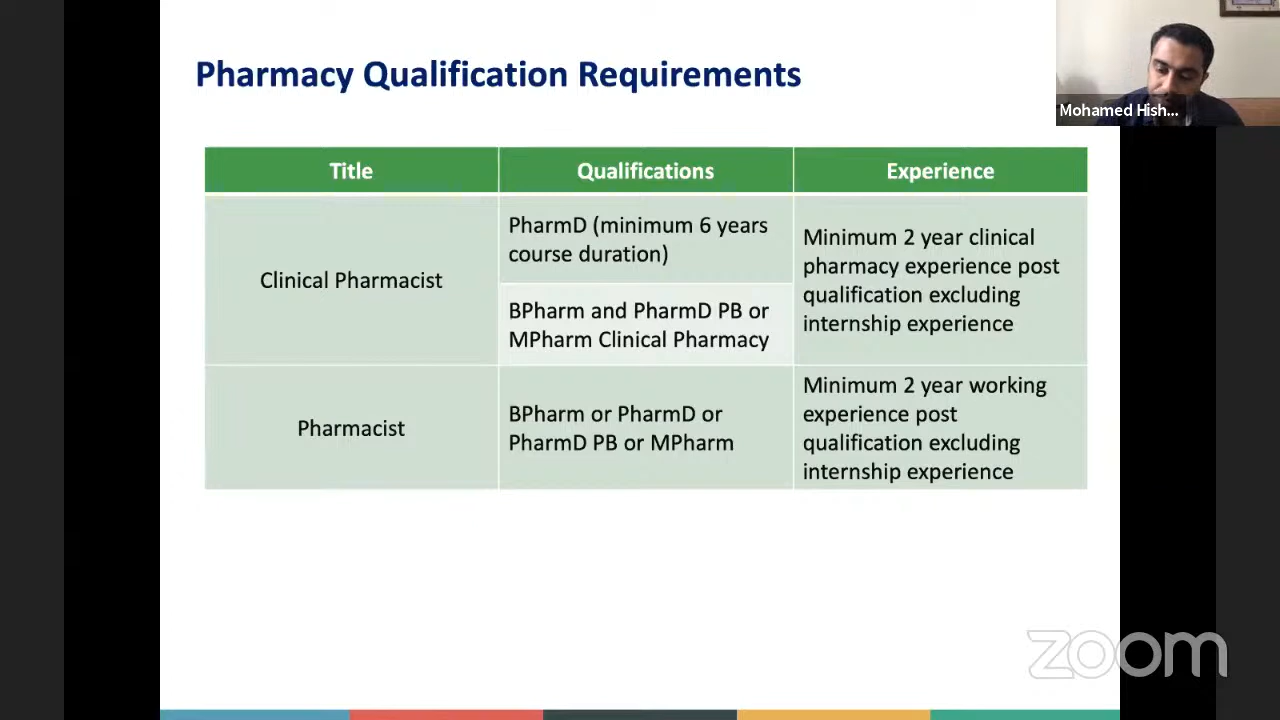 Pharmacy Qualification Requirements
Mohamed Hish...
Title
Qualifications
Experience
Clinical Pharmacist
PharmD (minimum 6 years
course duration)
BPharm and PharmD PB or
MPharm Clinical Pharmacy
Minimum 2 year clinical
pharmacy experience post
qualification excluding
internship experience
Pharmacist
BPharm or PharmD or
PharmD PB or MPharm
Minimum 2 year working
experience post
qualification excluding
internship experience
zoom